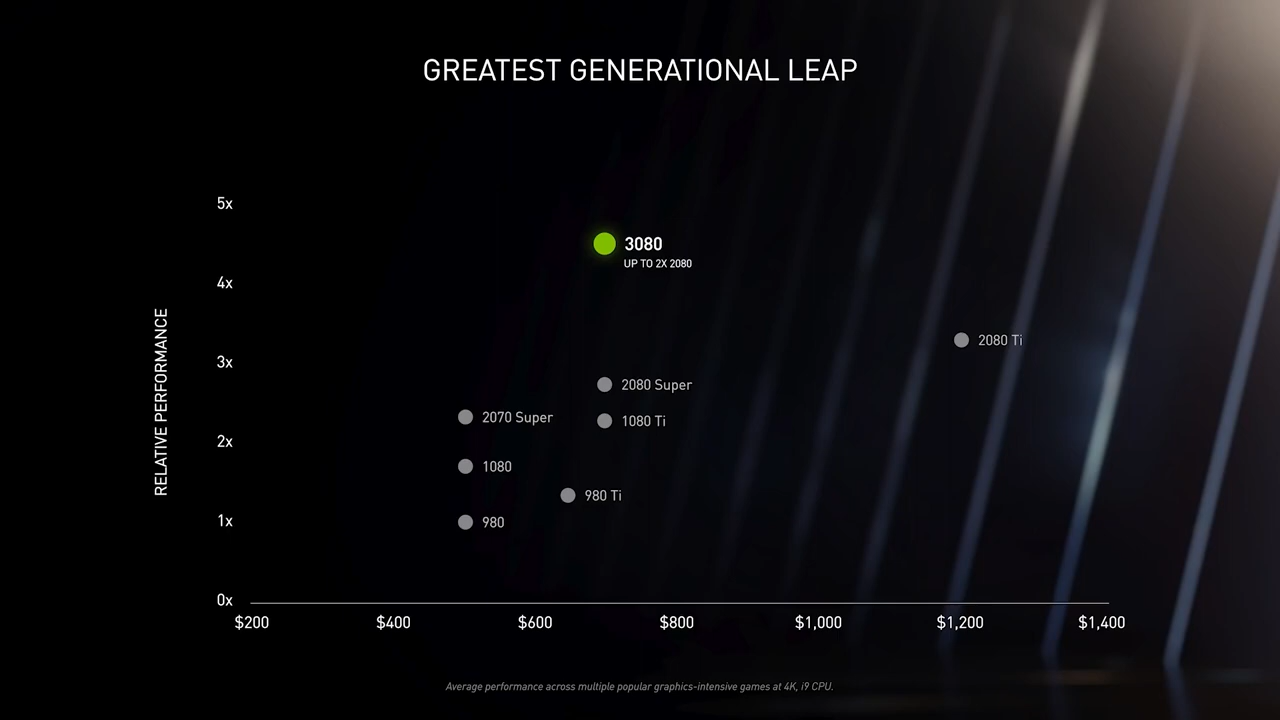 GREATEST GENERATIONAL LEAP
5x
3080
UP TO 2X 2080
4x
RELATIVE PERFORMANCE
3x
2080 Ti
2080 Super
2070 Super
1080 Ti
2x
1080
980 Ti
1x
980
0x
$200 $400 $600 $800 $1,000 $1,200 $1,400
Average performance across multiple popular graphics-intensive games at 4K, i9 CPU.